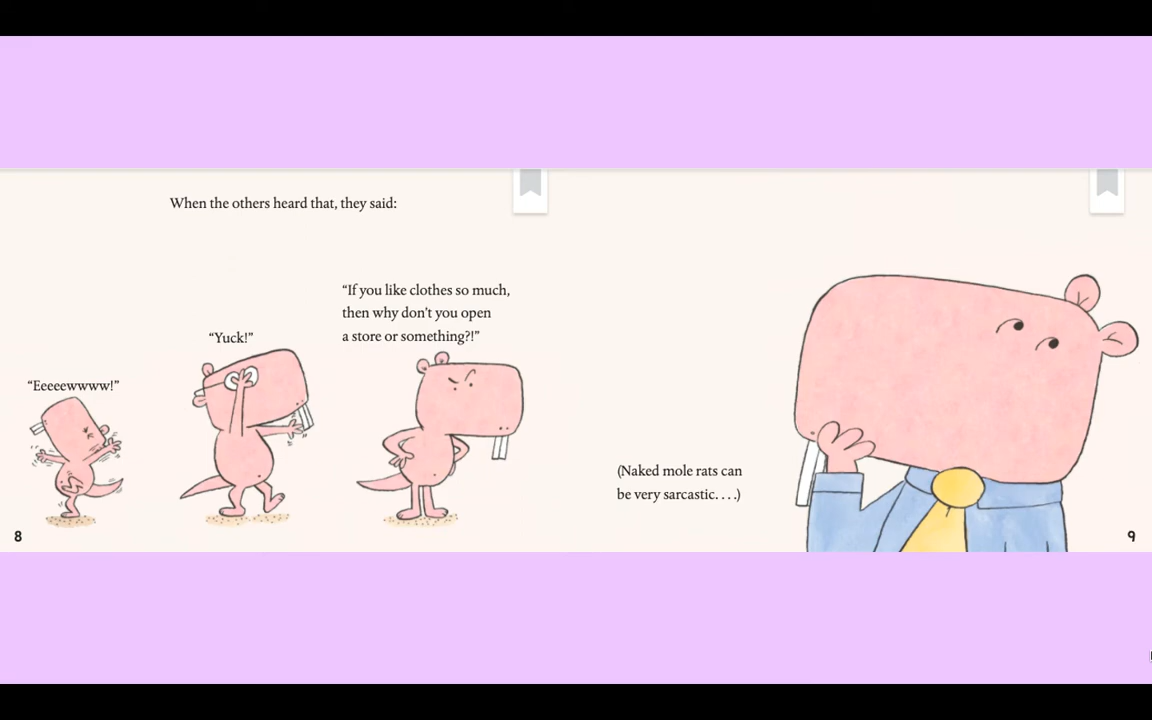 When the others heard that, they said:
“Eeeeewwww!”
“Yuck!”
“If you like clothes so much,
then why don’t you open
a store or something?!”
8
(Naked mole rats can
be very sarcastic. . . .)
9